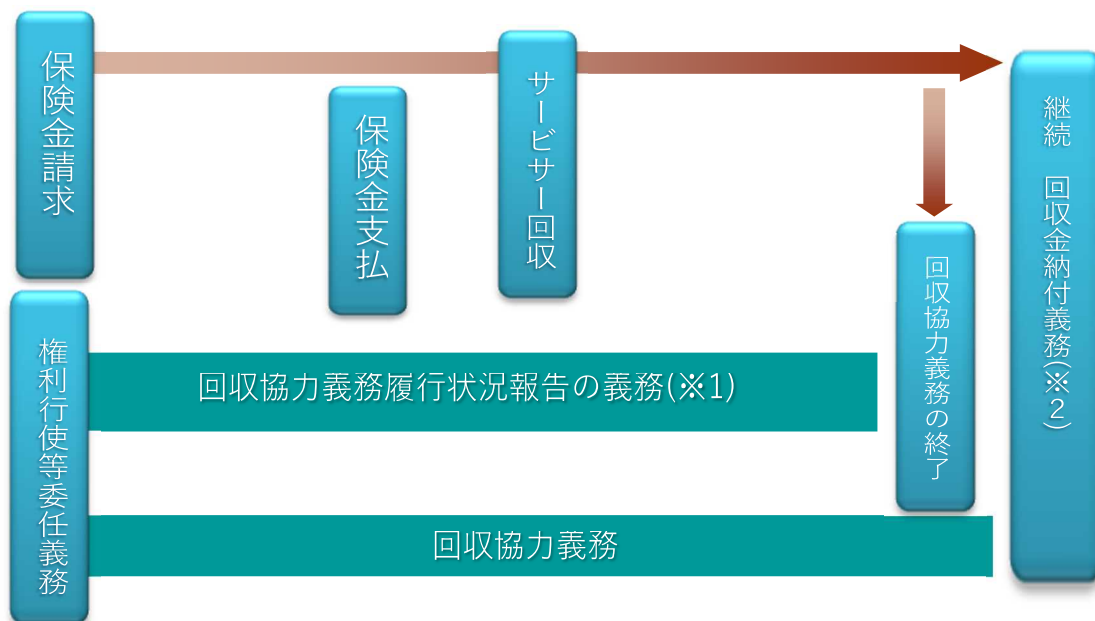 保険金請求
保険金支払
サービサー回収
継続　回収金納付義務(※2)
権利行使等委任義務
回収協力義務履行状況報告の義務(※1)
回収協力義務の終了
回収協力義務